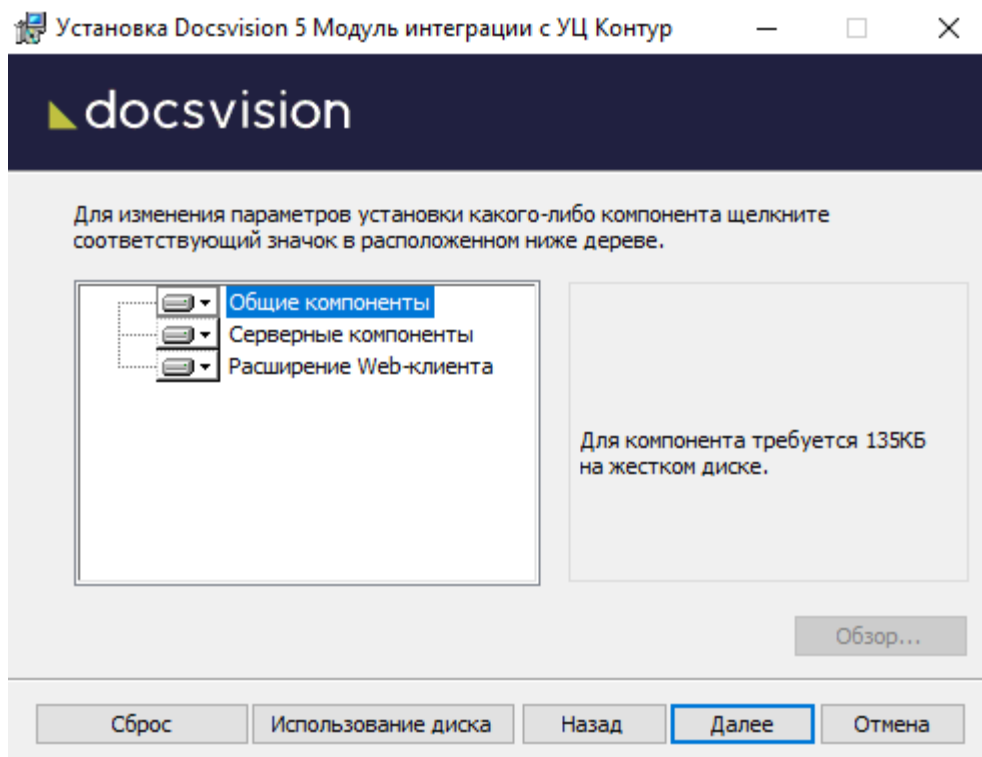 Установка Docsvision 5 Модуль интеграции с УЦ Контур
docsvision
Для изменения параметров установки какого-либо компонента щелкните
соответствующий значок в расположенном ниже дереве.
Общие компоненты
Серверные компоненты
Расширение Web-клиента
Для компонента требуется 135КБ
на жестком диске.
Обзор...
Сброс
Использование диска
Назад
Далее
Отмена